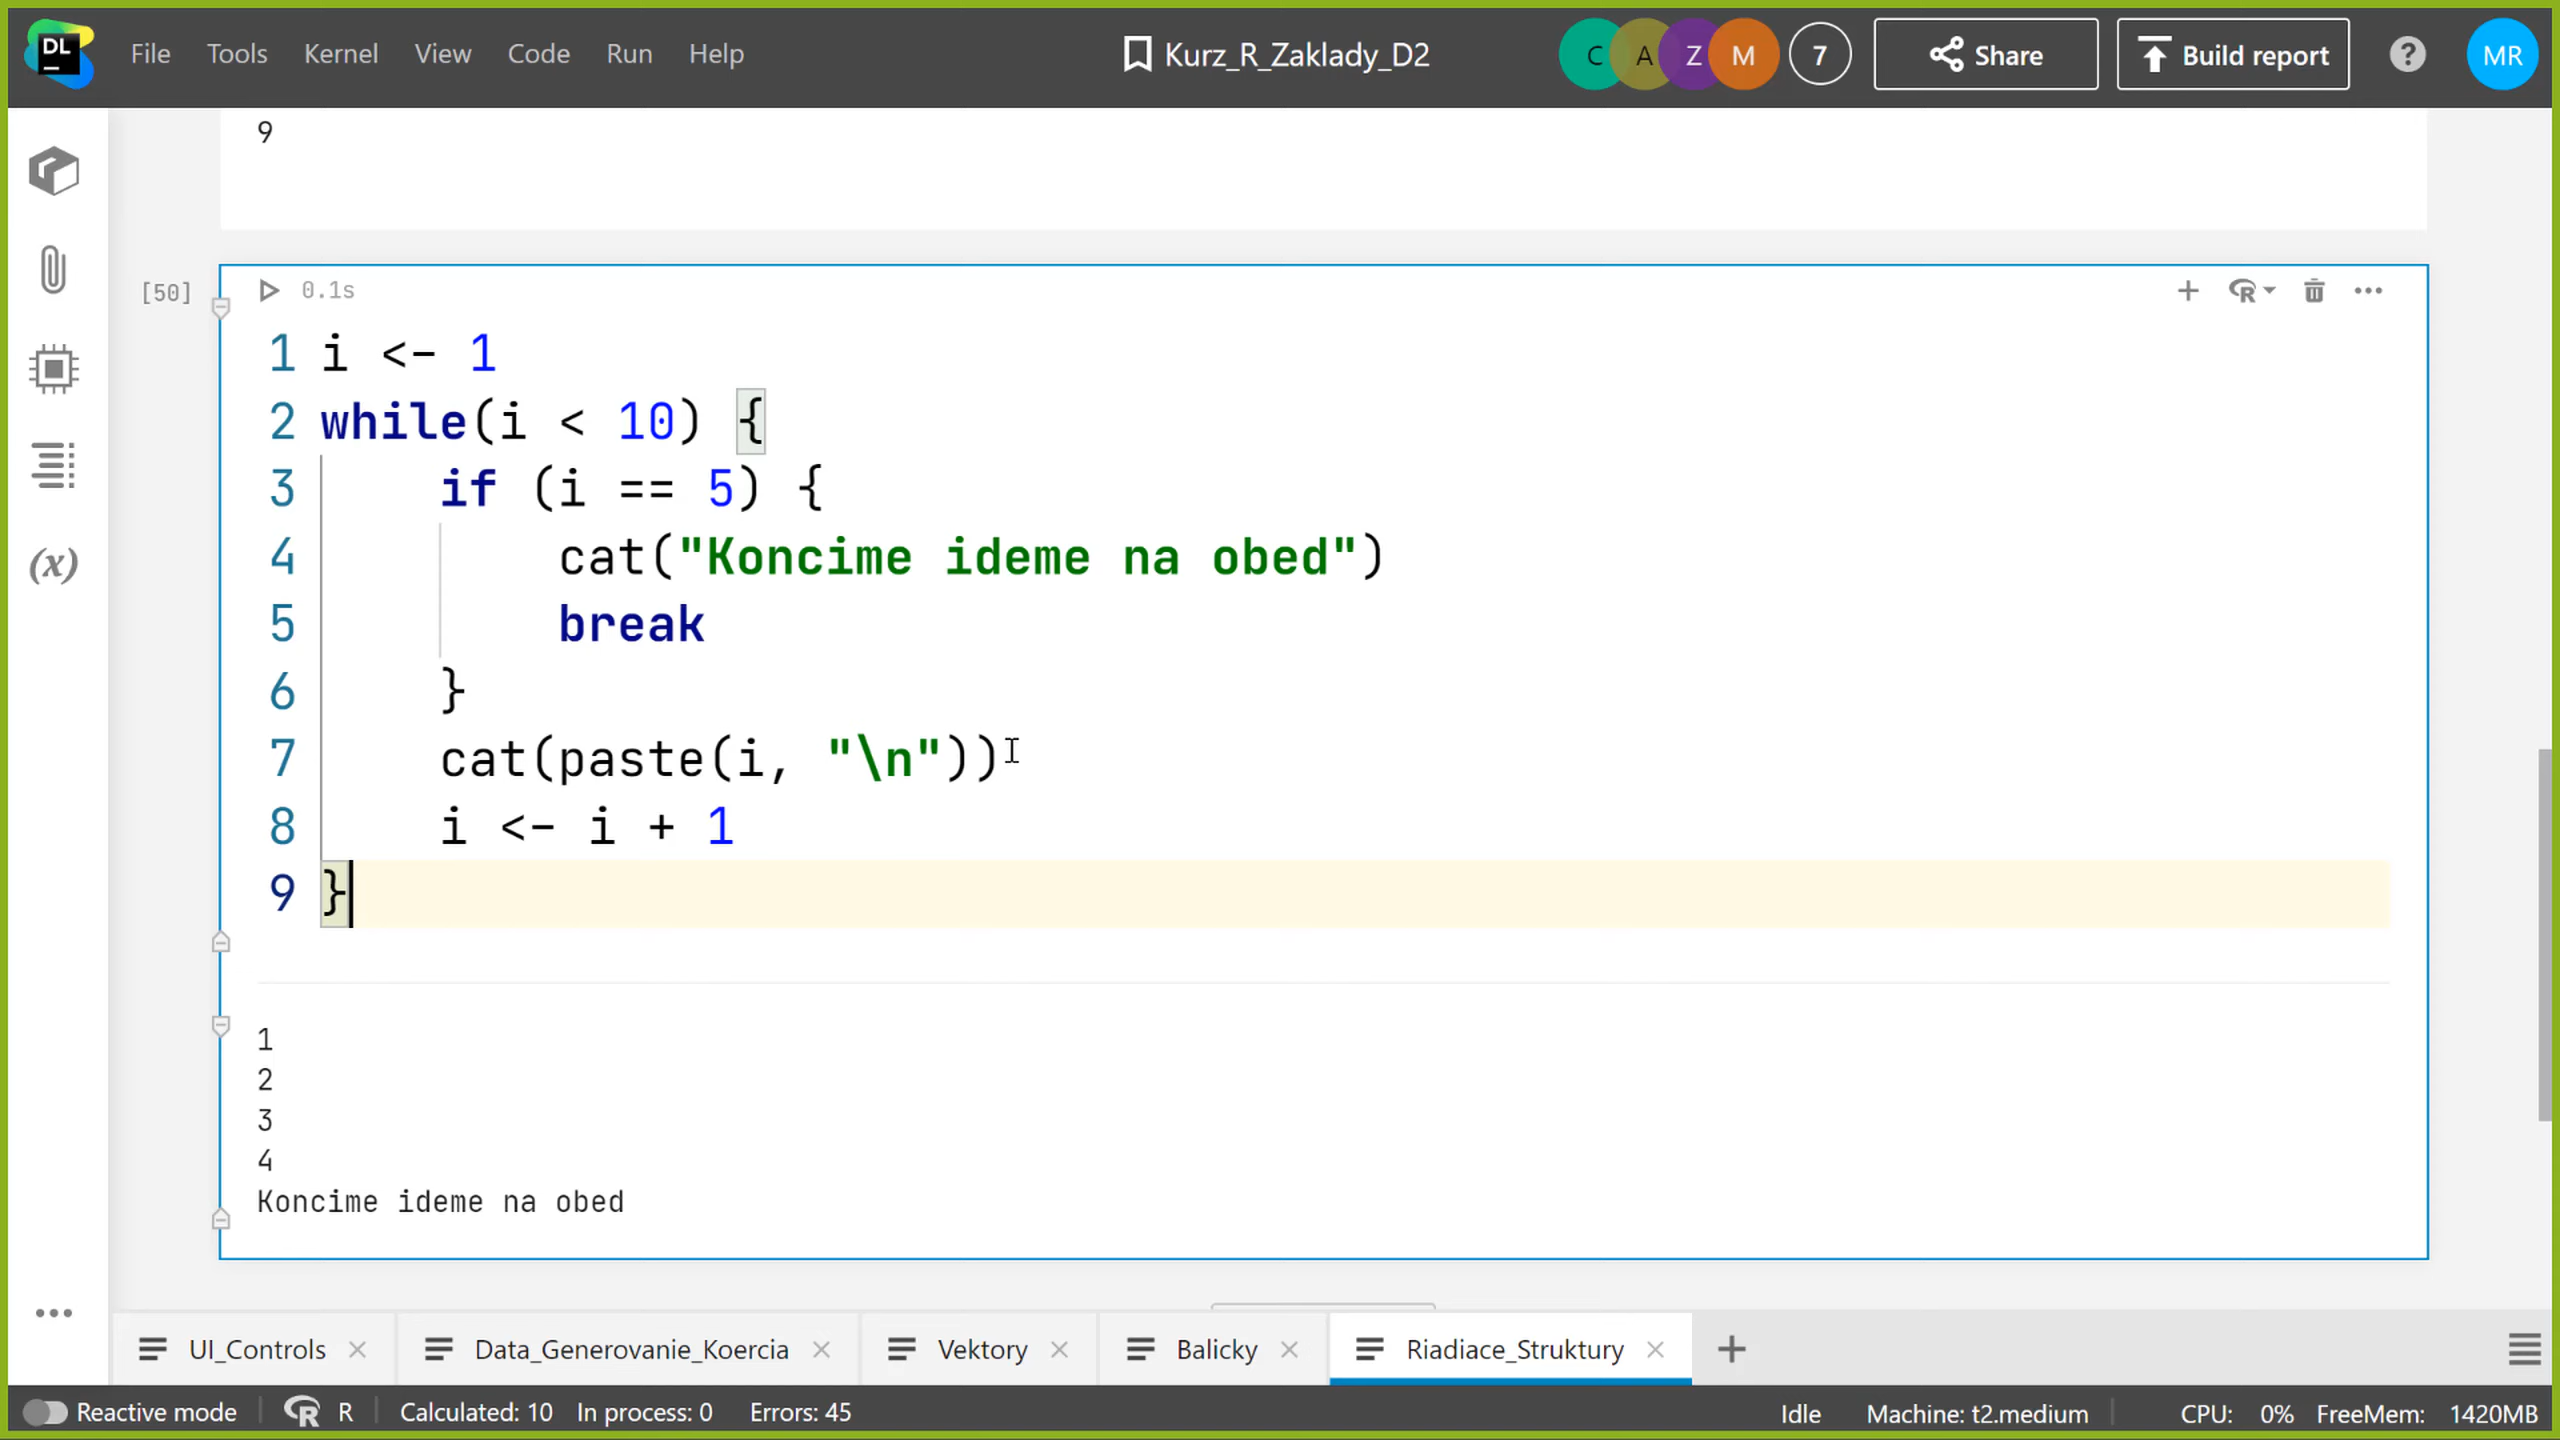 DL
File Tools Kernel View Code Run Help
Kurz_R_Zaklady_D2
C A Z M 7 Share Build report ? MR
9
[50] 0.1s
1 i <- 1
2 while(i < 10) {
3 if (i == 5) {
4 cat("Koncime ideme na obed")
5 break
6 }
7 cat(paste(i, "\n"))
8 i <- i + 1
9 }
(x)
1
2
3
4
Koncime ideme na obed
UI_Controls Data_Generovanie_Koercia Vektory Balicky Riadiace_Struktury
Reactive mode R Calculated: 10 In process: 0 Errors: 45 Idle Machine: t2.medium CPU: 0% FreeMem: 1420MB